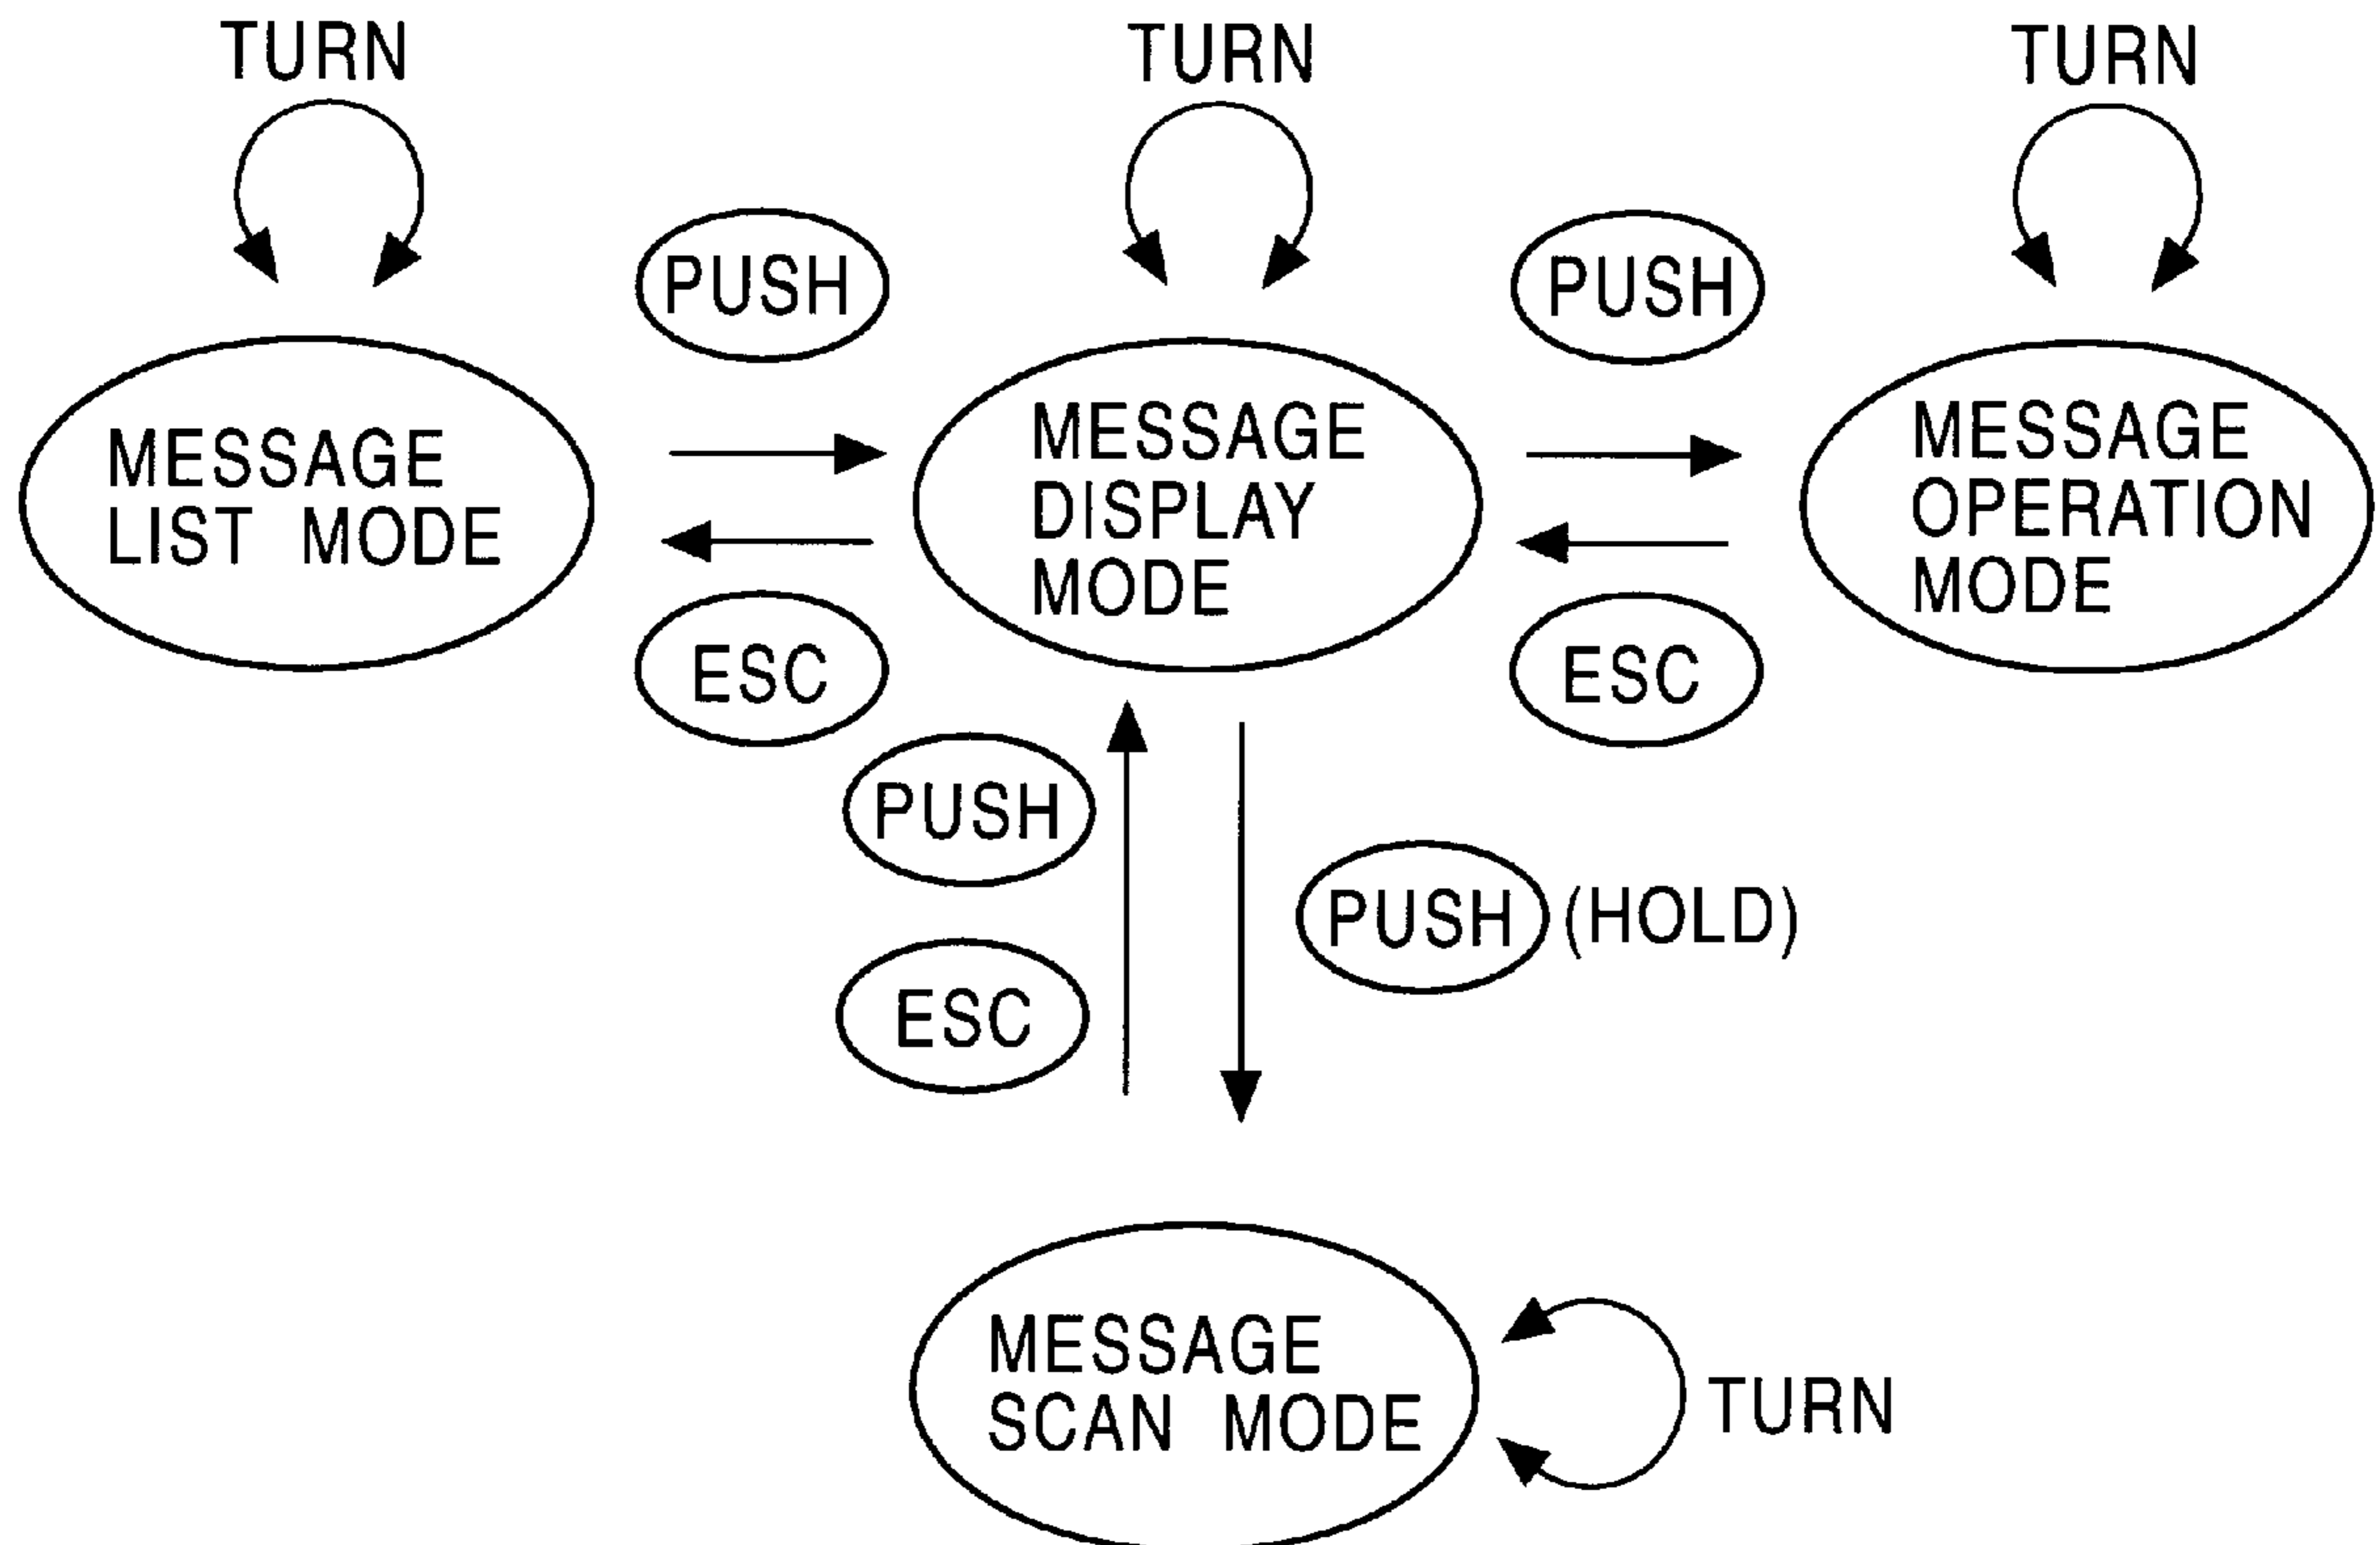 TURN
TURN
TURN
PUSH
PUSH
MESSAGE
LIST MODE
MESSAGE
DISPLAY
MODE
MESSAGE
OPERATION
MODE
ESC
ESC
PUSH
PUSH (HOLD)
ESC
MESSAGE
SCAN MODE
TURN